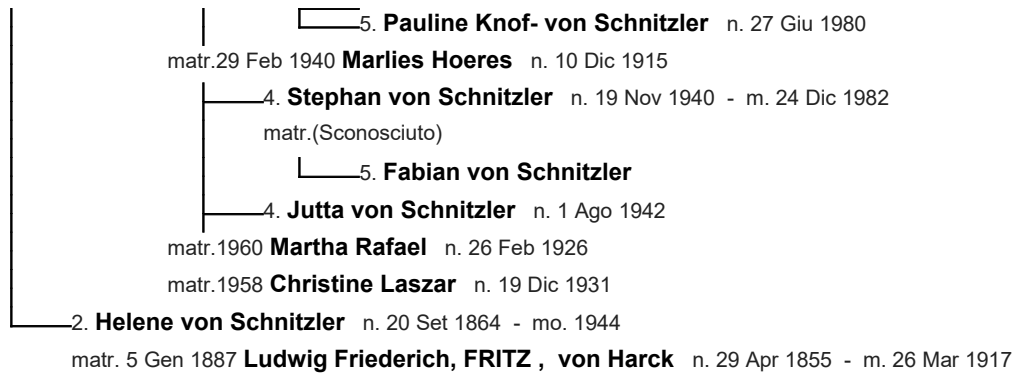 5. Pauline Knof- von Schnitzler n. 27 Giu 1980
matr.29 Feb 1940 Marlies Hoeres n. 10 Dic 1915
4. Stephan von Schnitzler n. 19 Nov 1940 - m. 24 Dic 1982
matr.(Sconosciuto)
5. Fabian von Schnitzler
4. Jutta von Schnitzler n. 1 Ago 1942
matr.1960 Martha Rafael n. 26 Feb 1926
matr.1958 Christine Laszar n. 19 Dic 1931
2. Helene von Schnitzler n. 20 Set 1864 - mo. 1944
matr. 5 Gen 1887 Ludwig Friederich, FRITZ , von Harck n. 29 Apr 1855 - m. 26 Mar 1917